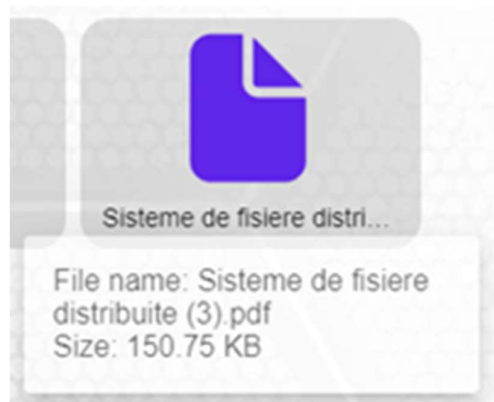 Sisteme de fisiere distri...
File name: Sisteme de fisiere
distribuite (3).pdf
Size: 150.75 KB